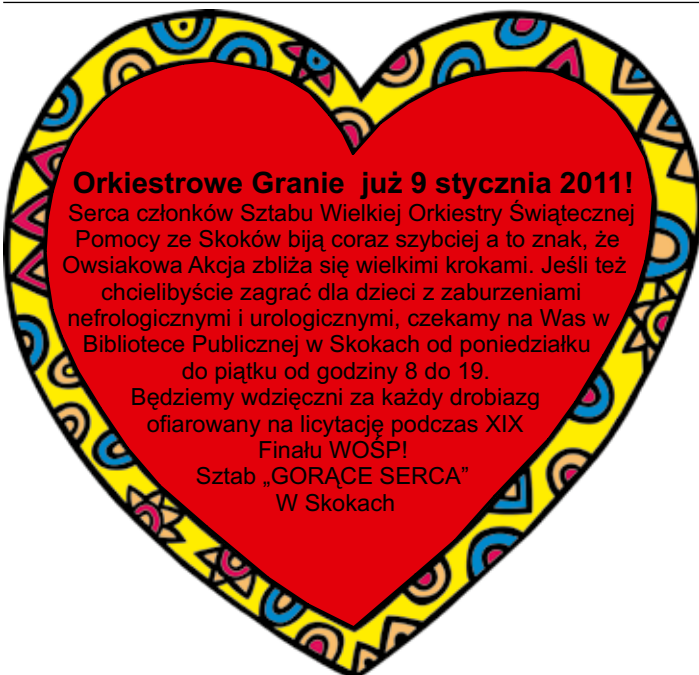 Orkiestrowe Granie  już 9 stycznia 2011!
Serca członków Sztabu Wielkiej Orkiestry Świątecznej
Pomocy ze Skoków biją coraz szybciej a to znak, że
Owsiakowa Akcja zbliża się wielkimi krokami. Jeśli też
chcielibyście zagrać dla dzieci z zaburzeniami
nefrologicznymi i urologicznymi, czekamy na Was w
Bibliotece Publicznej w Skokach od poniedziałku
do piątku od godziny 8 do 19.
Będziemy wdzięczni za każdy drobiazg
ofiarowany na licytację podczas XIX
Finału WOŚP!
Sztab „GORĄCE SERCA”
W Skokach